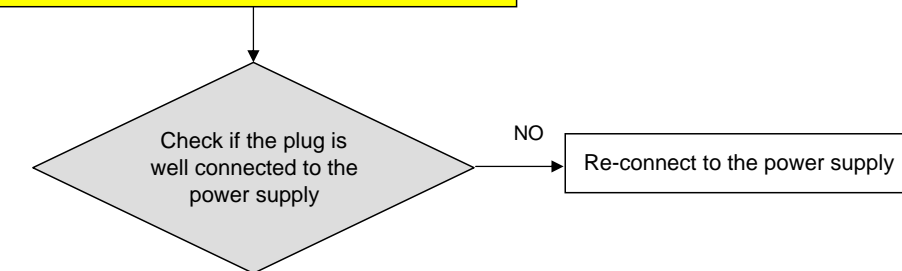 Check if the plug is
well connected to the
power supply
NO
Re-connect to the power supply